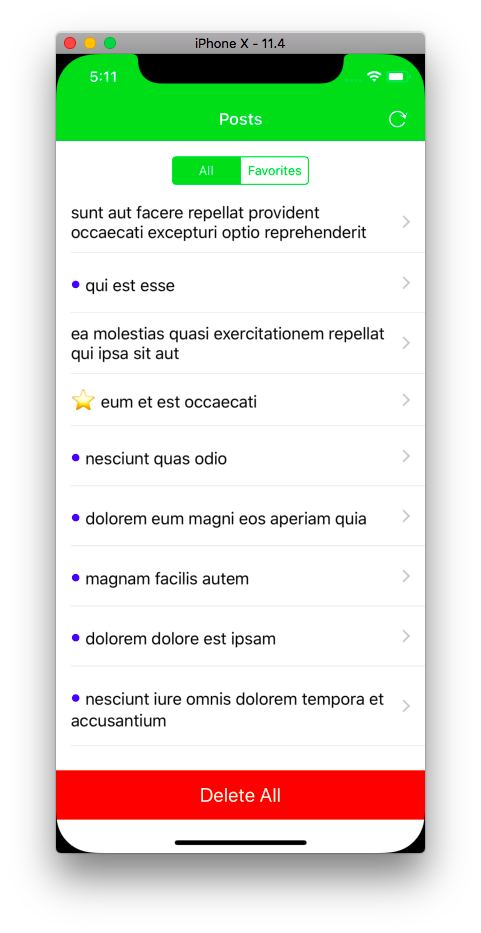 iPhone X - 11.4
5:11
Posts
All
Favorites
sunt aut facere repellat provident
occaecati excepturi optio reprehenderit
qui est esse
ea molestias quasi exercitationem repellat
qui ipsa sit aut
eum et est occaecati
nesciunt quas odio
dolorem eum magni eos aperiam quia
magnam facilis autem
dolorem dolore est ipsam
nesciunt iure omnis dolorem tempora et
accusantium
Delete All